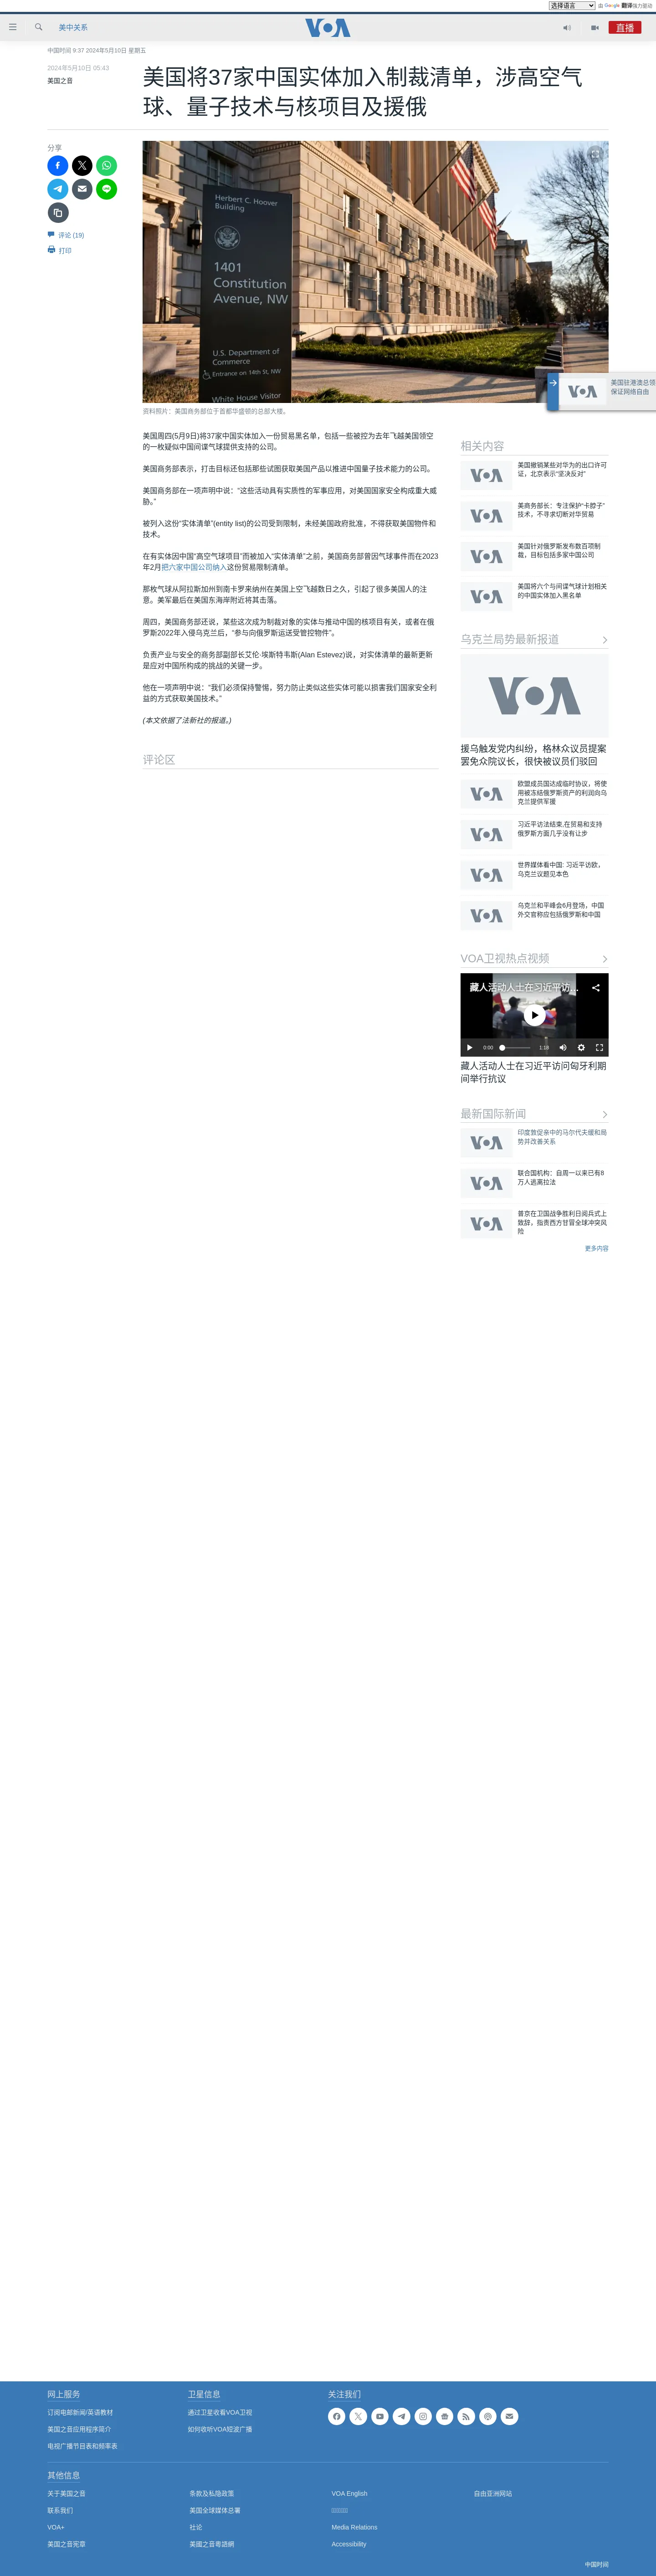 选择语言 由 Google 翻译强力驱动
美中关系
VOA
直播
中国时间 9:37 2024年5月10日 星期五
2024年5月10日 05:43
美国之音
美国将37家中国实体加入制裁清单，涉高空气
球、量子技术与核项目及援俄
分享
评论 (19)
打印
Herbert C. Hoover
Building
1401
Constitution
Avenue, NW
U.S. Department of
Commerce
Entrance on 14th St, NW
White House Visitor
资料照片：美国商务部位于首都华盛顿的总部大楼。
美国驻港澳总领
保证网络自由
美国周四(5月9日)将37家中国实体加入一份贸易黑名单，包括一些被控为去年飞越美国领空
的一枚疑似中国间谍气球提供支持的公司。
美国商务部表示，打击目标还包括那些试图获取美国产品以推进中国量子技术能力的公司。
美国商务部在一项声明中说：“这些活动具有实质性的军事应用，对美国国家安全构成重大威
胁。”
被列入这份“实体清单”(entity list)的公司受到限制，未经美国政府批准，不得获取美国物件和
技术。
在有实体因中国“高空气球项目”而被加入“实体清单”之前，美国商务部曾因气球事件而在2023
年2月把六家中国公司纳入这份贸易限制清单。
那枚气球从阿拉斯加州到南卡罗来纳州在美国上空飞越数日之久，引起了很多美国人的注
意。美军最后在美国东海岸附近将其击落。
周四，美国商务部还说，某些这次成为制裁对象的实体与推动中国的核项目有关，或者在俄
罗斯2022年入侵乌克兰后，“参与向俄罗斯运送受管控物件”。
负责产业与安全的商务部副部长艾伦·埃斯特韦斯(Alan Estevez)说，对实体清单的最新更新
是应对中国所构成的挑战的关键一步。
他在一项声明中说：“我们必须保持警惕，努力防止类似这些实体可能以损害我们国家安全利
益的方式获取美国技术。”
(本文依据了法新社的报道。)
评论区
相关内容
VOA
美国撤销某些对华为的出口许可
证，北京表示“坚决反对”
VOA
美商务部长：专注保护“卡脖子”
技术，不寻求切断对华贸易
VOA
美国针对俄罗斯发布数百项制
裁，目标包括多家中国公司
VOA
美国将六个与间谍气球计划相关
的中国实体加入黑名单
乌克兰局势最新报道
VOA
援乌触发党内纠纷，格林众议员提案
罢免众院议长，很快被议员们驳回
VOA
欧盟成员国达成临时协议，将使
用被冻结俄罗斯资产的利润向乌
克兰提供军援
VOA
习近平访法结束,在贸易和支持
俄罗斯方面几乎没有让步
VOA
世界媒体看中国: 习近平访欧，
乌克兰议题见本色
VOA
乌克兰和平峰会6月登场，中国
外交官称应包括俄罗斯和中国
VOA卫视热点视频
藏人活动人士在习近平访...
0:00
1:18
藏人活动人士在习近平访问匈牙利期
间举行抗议
最新国际新闻
VOA
印度敦促亲中的马尔代夫缓和局
势并改善关系
VOA
联合国机构：自周一以来已有8
万人逃离拉法
VOA
普京在卫国战争胜利日阅兵式上
致辞，指责西方甘冒全球冲突风
险
更多内容
网上服务
卫星信息
关注我们
订阅电邮新闻/英语教材
通过卫星收看VOA卫视
美国之音应用程序简介
如何收听VOA短波广播
电视广播节目表和频率表
其他信息
关于美国之音
条款及私隐政策
VOA English
自由亚洲网站
联系我们
美国全球媒体总署
VOA+
社论
Media Relations
美国之音宪章
美國之音粵語網
Accessibility
中国时间